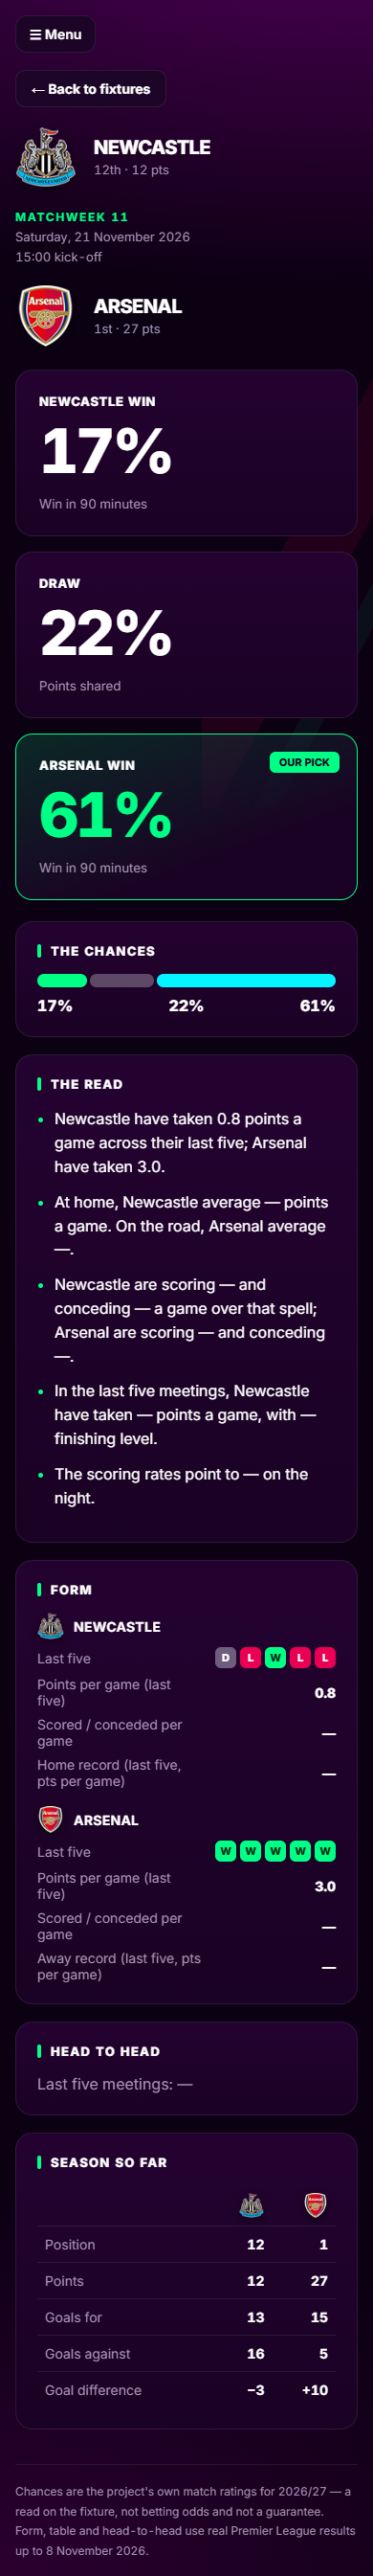 ☰ Menu
← Back to fixtures
NEWCASTLE
12th · 12 pts
MATCHWEEK 11
Saturday, 21 November 2026
15:00 kick-off
Arsenal
ARSENAL
1st · 27 pts
NEWCASTLE WIN
17%
Win in 90 minutes
DRAW
22%
Points shared
ARSENAL WIN
OUR PICK
61%
Win in 90 minutes
THE CHANCES
17% 22% 61%
THE READ
• Newcastle have taken 0.8 points a
game across their last five; Arsenal
have taken 3.0.
• At home, Newcastle average — points
a game. On the road, Arsenal average
—.
• Newcastle are scoring — and
conceding — a game over that spell;
Arsenal are scoring — and conceding
—.
• In the last five meetings, Newcastle
have taken — points a game, with —
finishing level.
• The scoring rates point to — on the
night.
FORM
NEWCASTLE
Last five D L W L L
Points per game (last
five) 0.8
Scored / conceded per
game —
Home record (last five,
pts per game) —
ARSENAL
Last five W W W W W
Points per game (last
five) 3.0
Scored / conceded per
game —
Away record (last five, pts
per game) —
HEAD TO HEAD
Last five meetings: —
SEASON SO FAR
Position 12 1
Points 12 27
Goals for 13 15
Goals against 16 5
Goal difference −3 +10
Chances are the project's own match ratings for 2026/27 — a
read on the fixture, not betting odds and not a guarantee.
Form, table and head-to-head use real Premier League results
up to 8 November 2026.